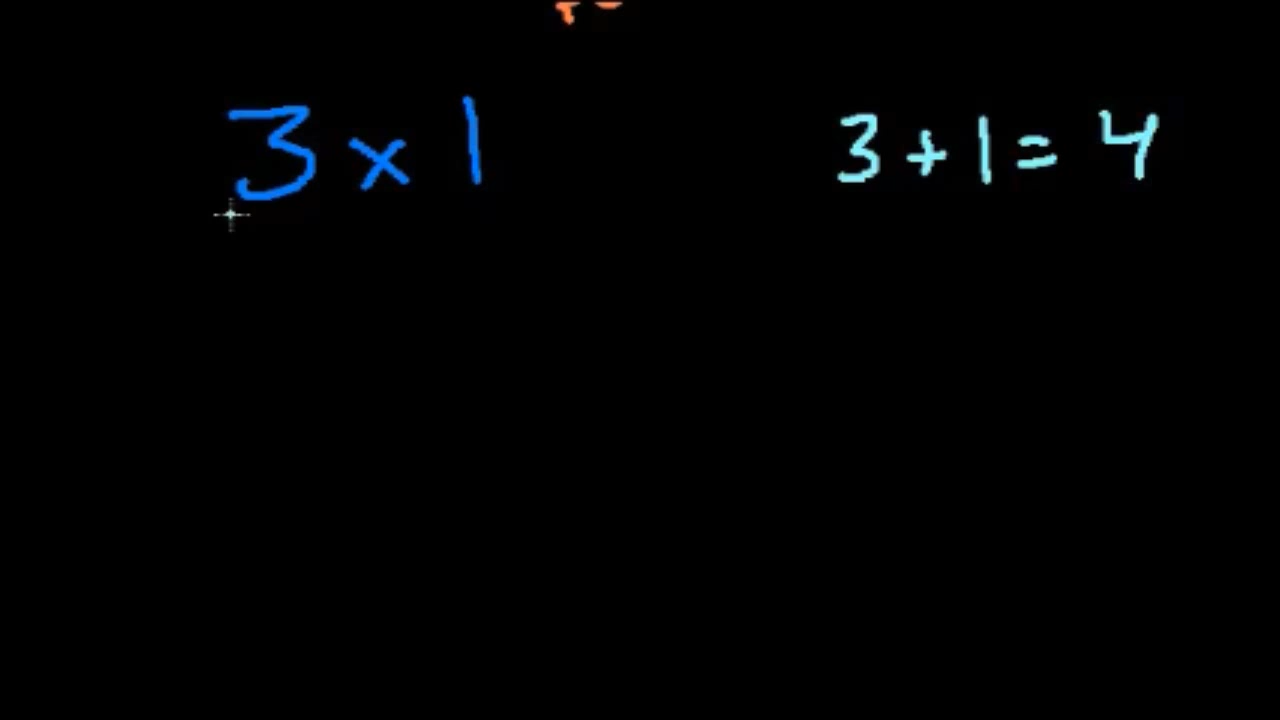 3 x 1
3 + 1 = 4